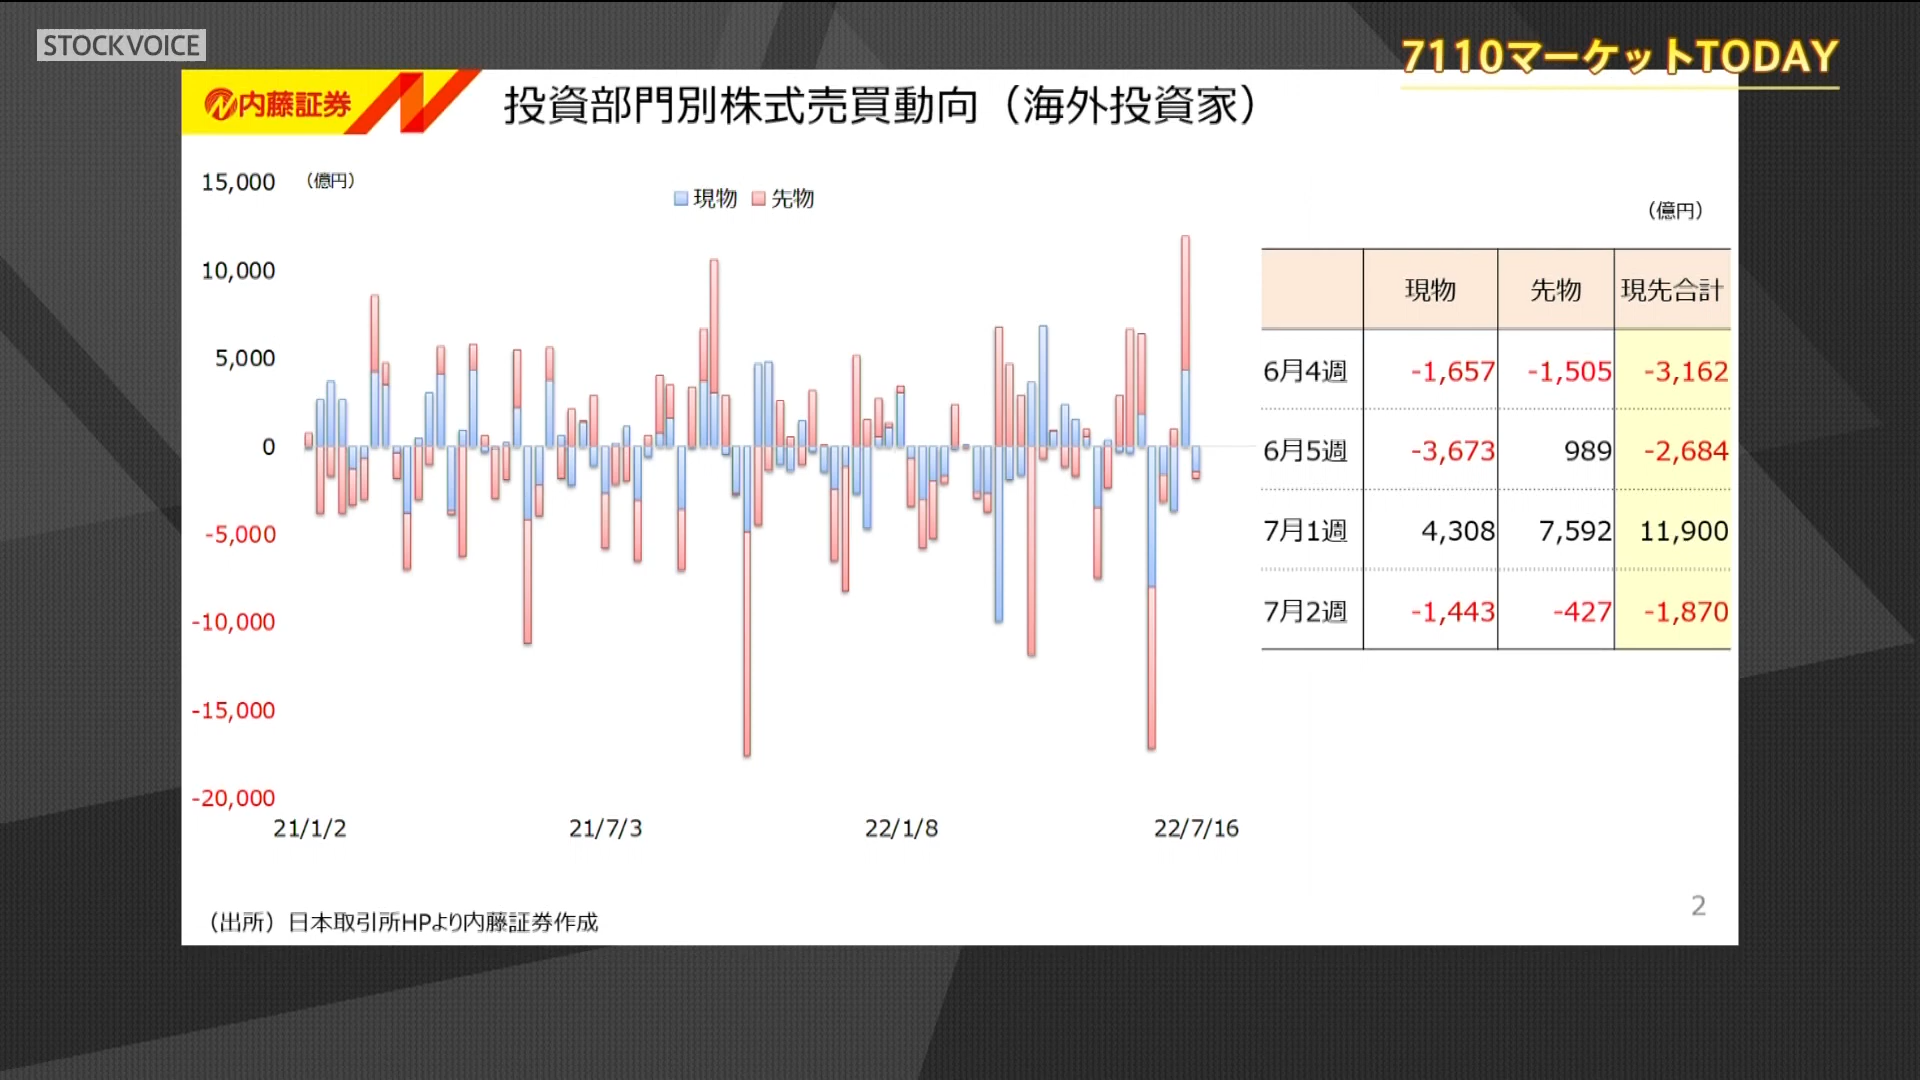 STOCKVOICE
7110マーケットTODAY
内藤証券
投資部門別株式売買動向（海外投資家）
15,000
（億円）
現物 先物
10,000
5,000
0
-5,000
-10,000
-15,000
-20,000
21/1/2 21/7/3 22/1/8 22/7/16
（億円）
現物 先物 現先合計
6月4週 -1,657 -1,505 -3,162
6月5週 -3,673 989 -2,684
7月1週 4,308 7,592 11,900
7月2週 -1,443 -427 -1,870
（出所）日本取引所HPより内藤証券作成
2